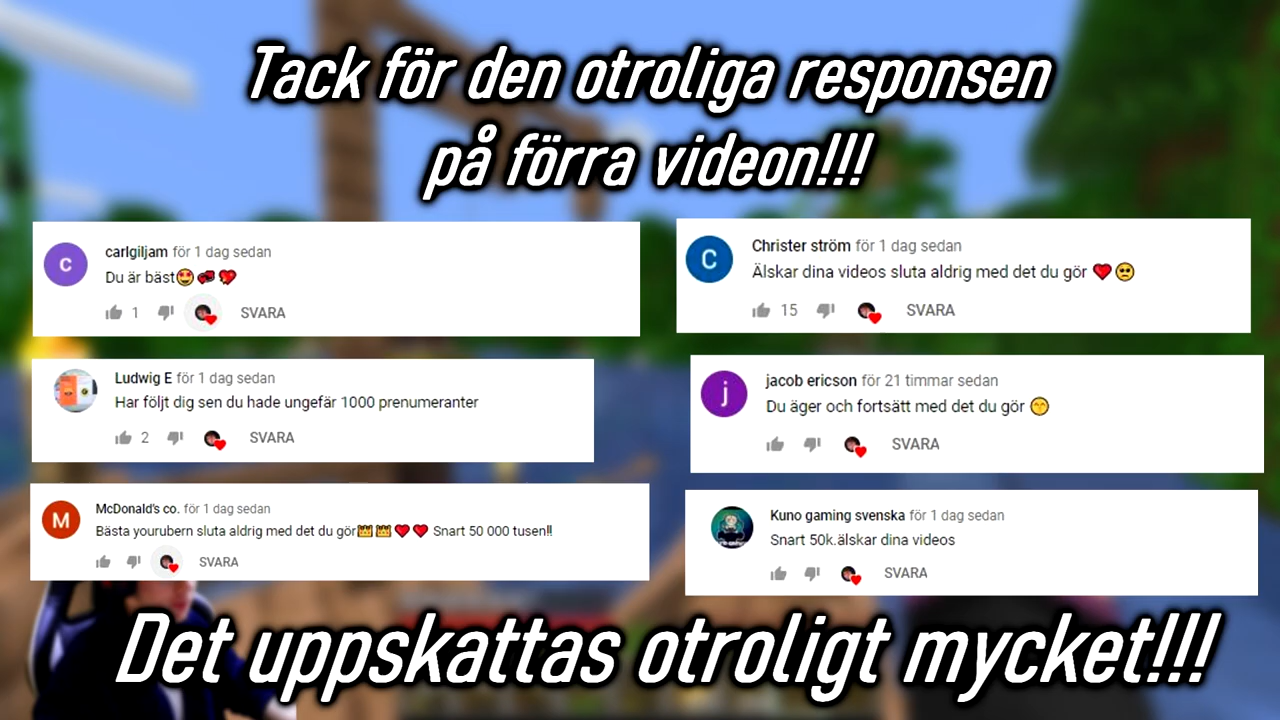 Tack för den otroliga responsen
på förra videon!!!
C
carlgiljam för 1 dag sedan
Du är bäst😍💞💖
1 SVARA
C
Christer ström för 1 dag sedan
Älskar dina videos sluta aldrig med det du gör ❤️🥺
15 SVARA
Ludwig E för 1 dag sedan
Har följt dig sen du hade ungefär 1000 prenumeranter
2 SVARA
j
jacob ericson för 21 timmar sedan
Du äger och fortsätt med det du gör 😁
SVARA
M
McDonald's co. för 1 dag sedan
Bästa yourubern sluta aldrig med det du gör👑👑❤️❤️ Snart 50 000 tusen!!
SVARA
Kuno gaming svenska för 1 dag sedan
Snart 50k.älskar dina videos
SVARA
Det uppskattas otroligt mycket!!!